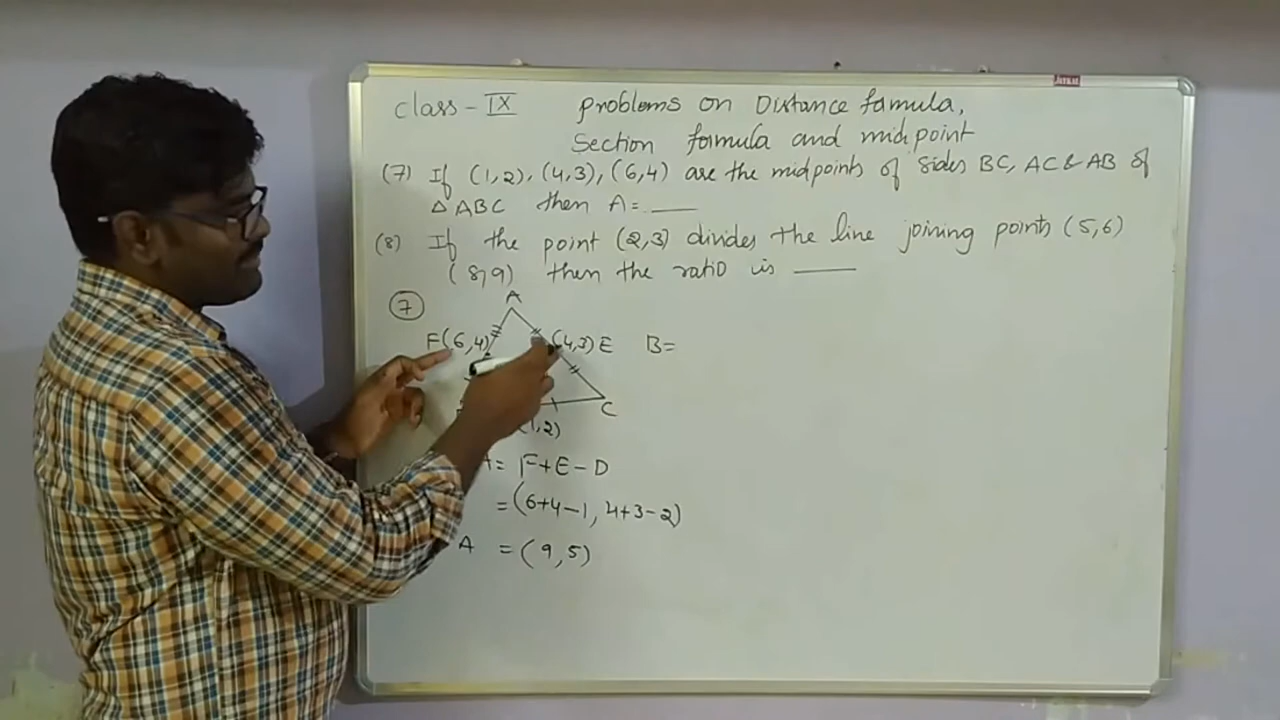 Class - IX Problems on Distance formula,
Section formula and midpoint
(7) If (1,2), (4,3), (6,4) are the midpoints of sides BC, AC & AB of
△ ABC then A = ___
(8) If the point (2,3) divides the line joining points (5,6)
(8,9) then the ratio is ___
7
A
F(6,4) (4,3) E B=
C
(1,2)
A = F+E-D
= (6+4-1, 4+3-2)
A = (9,5)